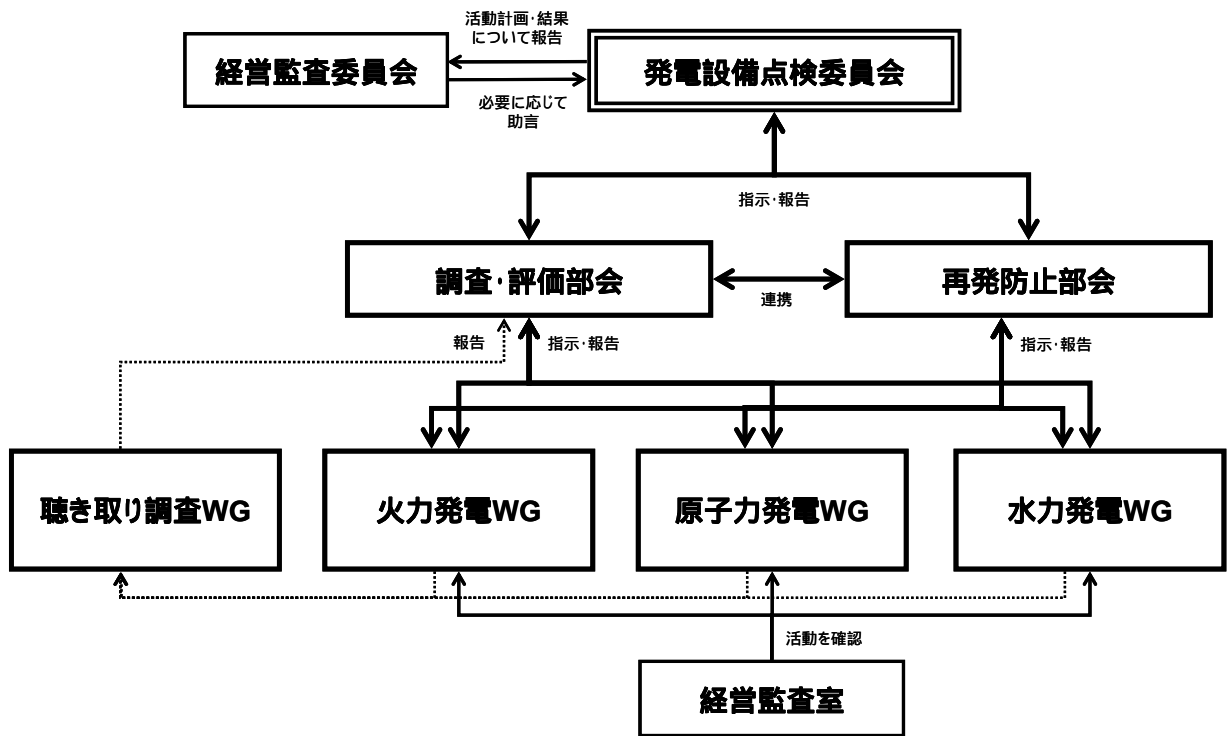 活動計画・結果
について報告
経営監査委員会
発電設備点検委員会
必要に応じて
助言
指示・報告
調査・評価部会
再発防止部会
連携
報告
指示・報告
指示・報告
聴き取り調査WG
火力発電WG
原子力発電WG
水力発電WG
活動を確認
経営監査室